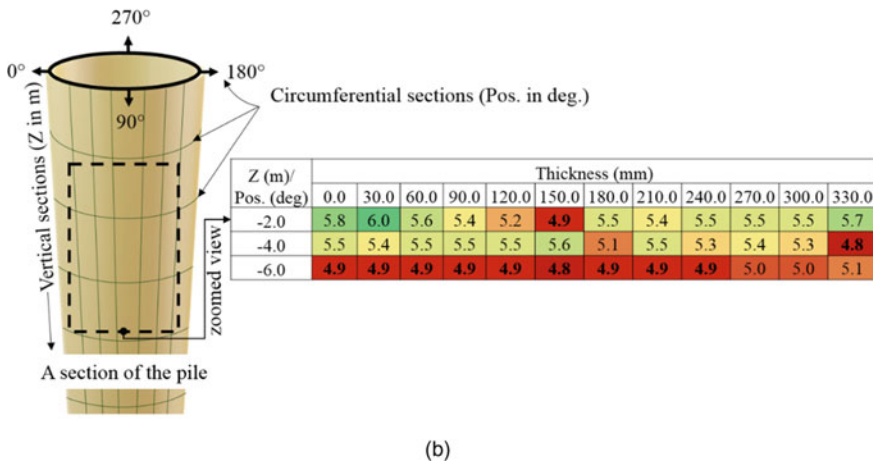 270°
0°
180°
90°
Circumferential sections (Pos. in deg.)
Vertical sections (Z in m)
zoomed view
A section of the pile
Z (m)/ Thickness (mm)
Pos. (deg) 0.0 30.0 60.0 90.0 120.0 150.0 180.0 210.0 240.0 270.0 300.0 330.0
-2.0 5.8 6.0 5.6 5.4 5.2 4.9 5.5 5.4 5.5 5.5 5.5 5.7
-4.0 5.5 5.4 5.5 5.5 5.5 5.6 5.1 5.5 5.3 5.4 5.3 4.8
-6.0 4.9 4.9 4.9 4.9 4.8 4.9 4.9 4.9 4.9 5.0 5.0 5.1
(b)